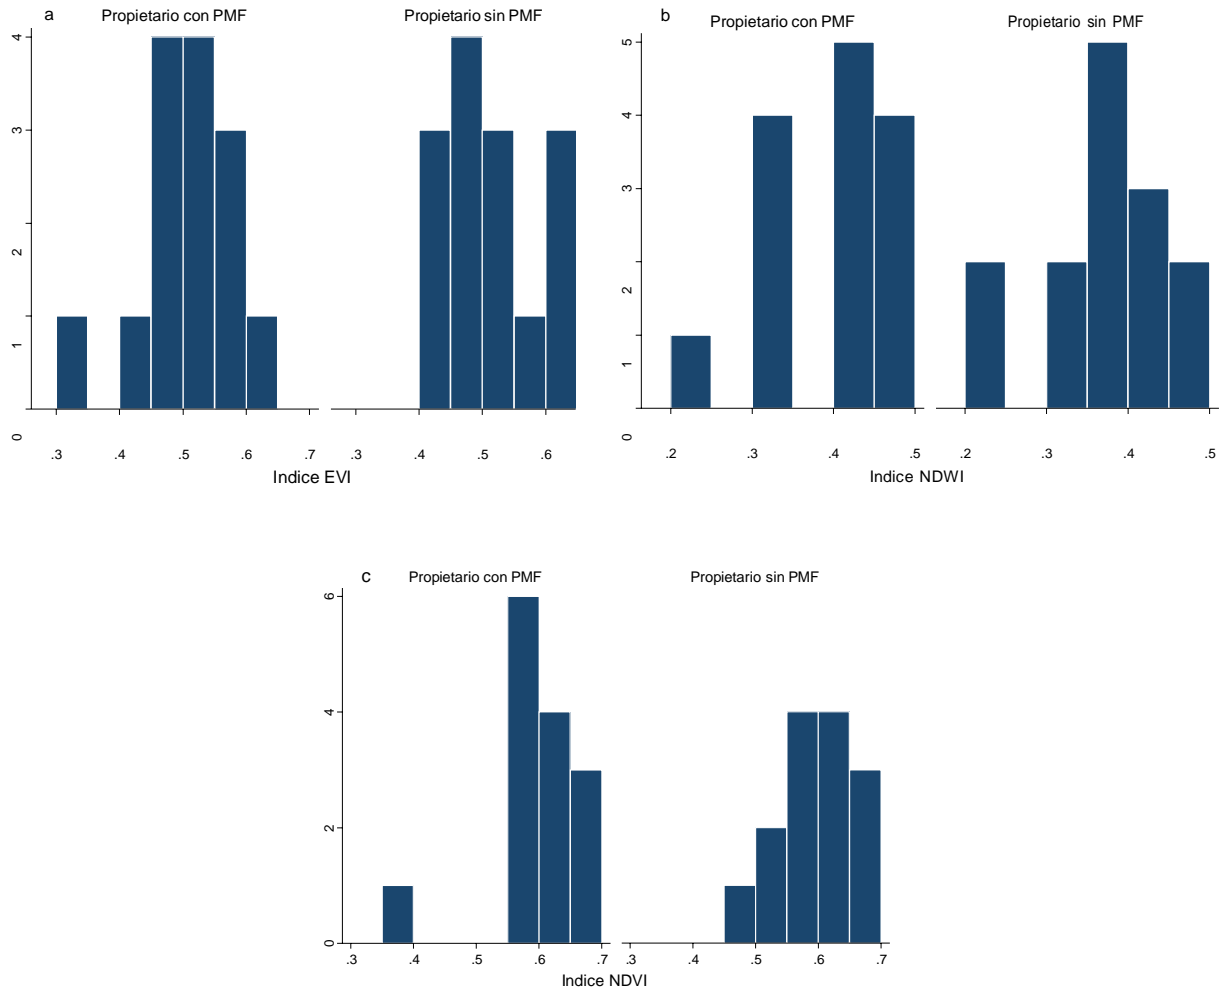 a
Propietario con PMF
Propietario sin PMF
4
3
2
1
0
.3 .4 .5 .6 .7
.3 .4 .5 .6
Indice EVI
b
Propietario con PMF
Propietario sin PMF
5
4
3
2
1
0
.2 .3 .4 .5
.2 .3 .4 .5
Indice NDWI
c
Propietario con PMF
Propietario sin PMF
6
4
2
0
.3 .4 .5 .6 .7
.3 .4 .5 .6 .7
Indice NDVI